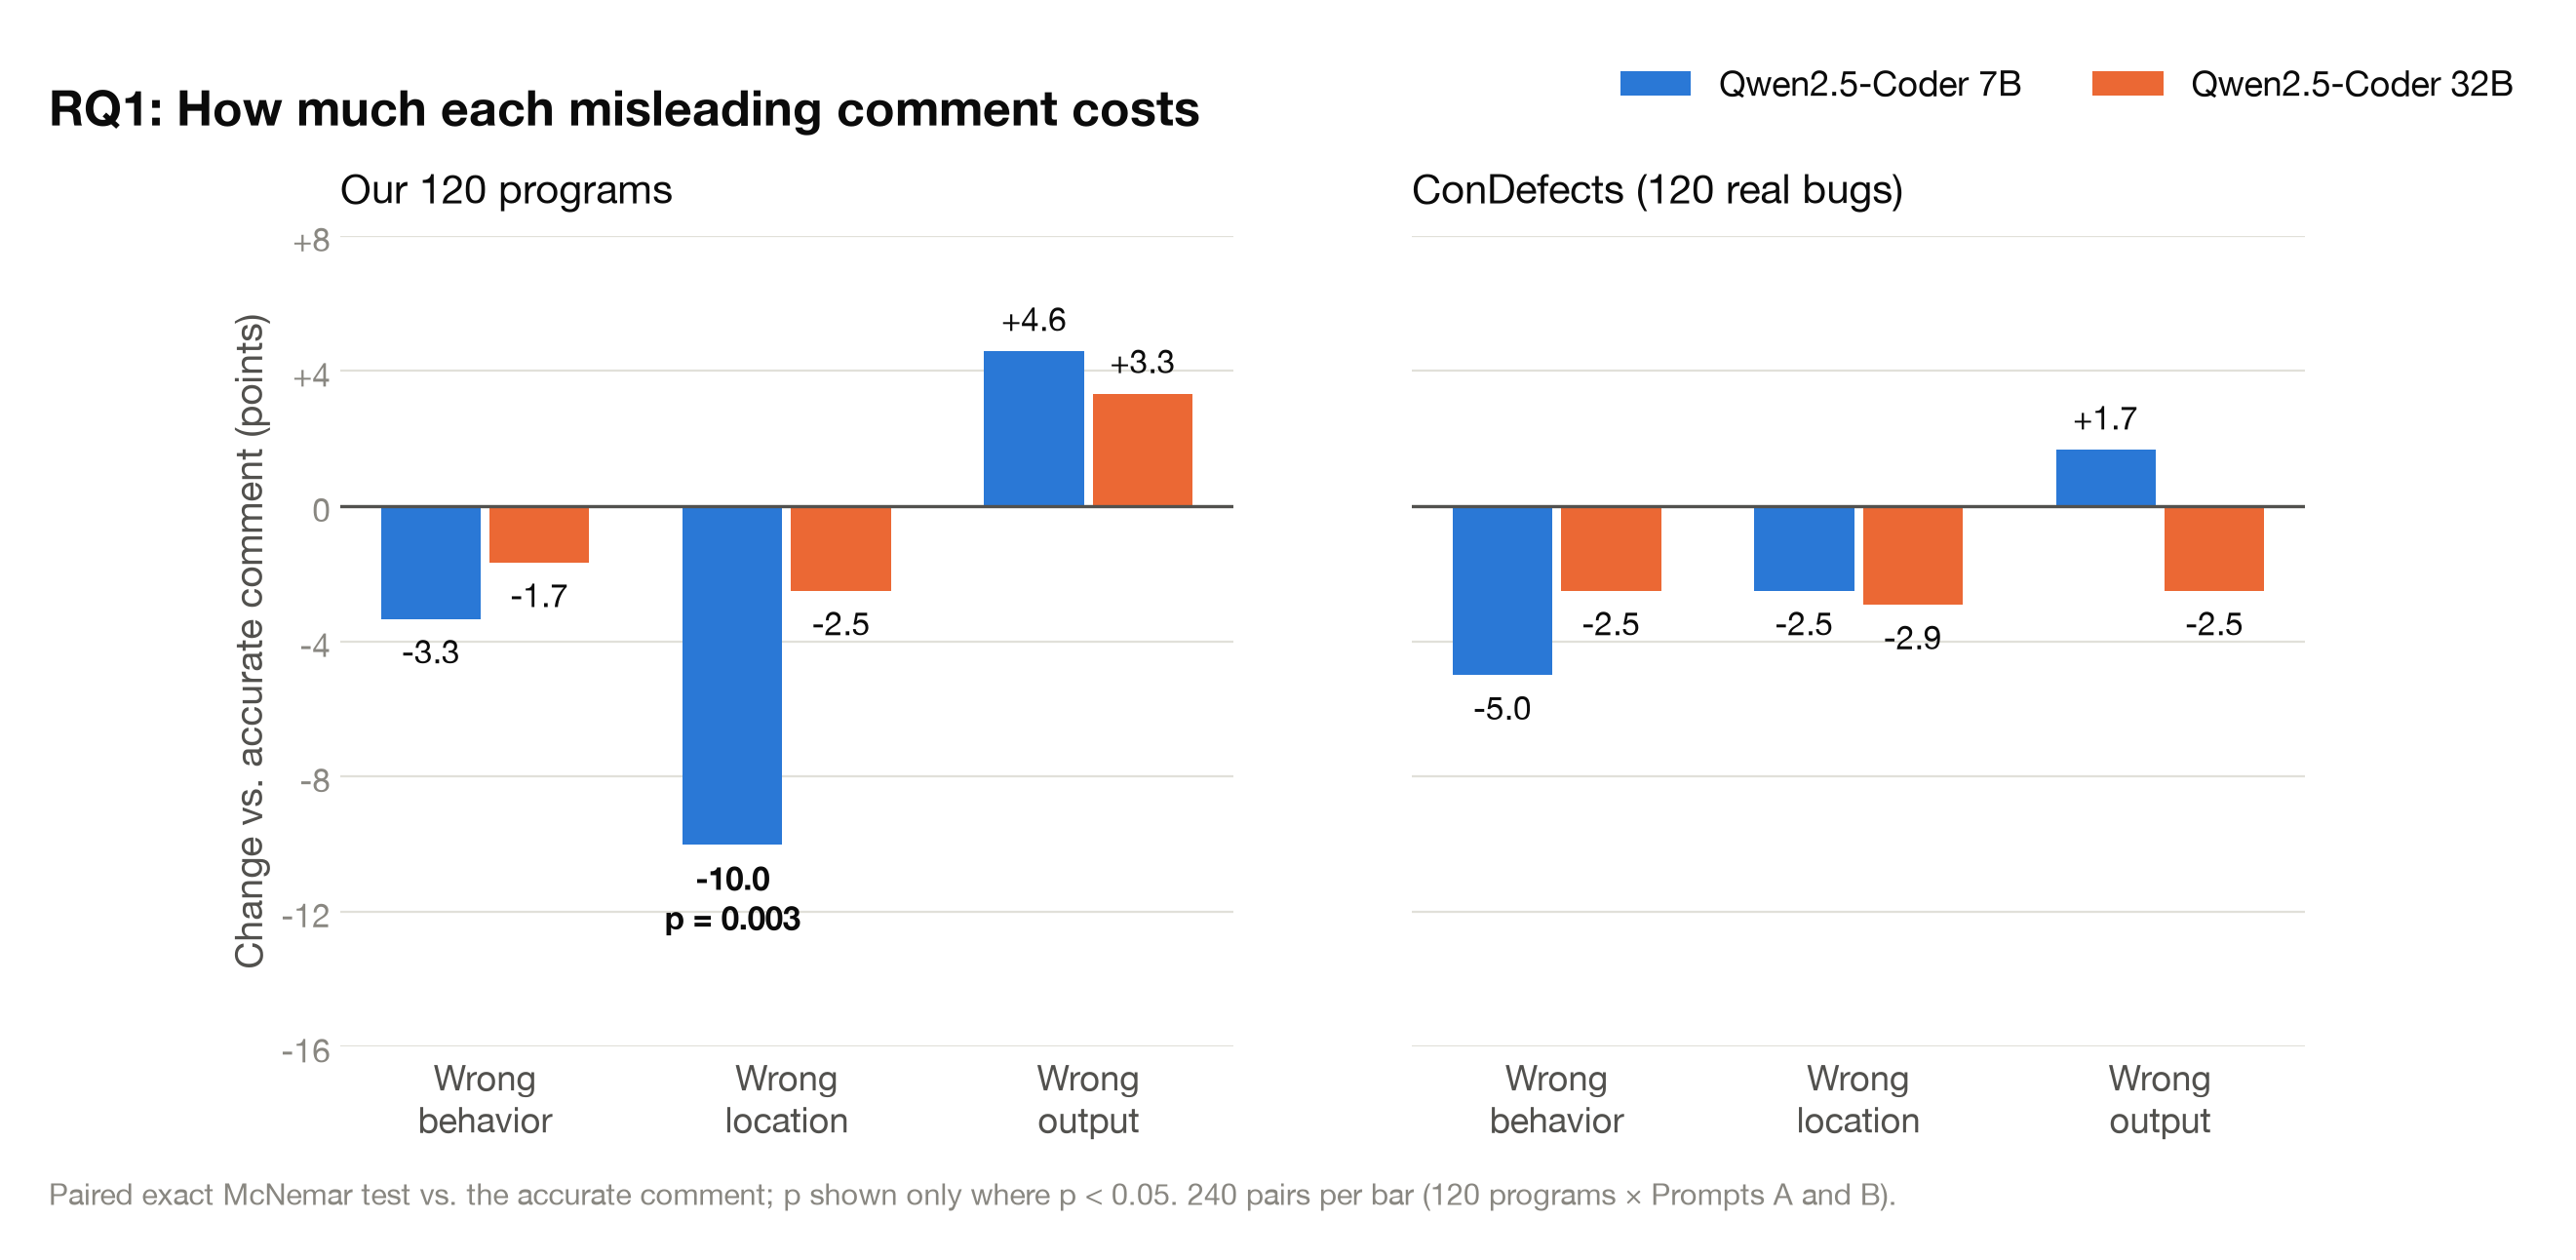 Qwen2.5-Coder 7B
Qwen2.5-Coder 32B
RQ1: How much each misleading comment costs
Our 120 programs
ConDefects (120 real bugs)
Change vs. accurate comment (points)
+8
+4
0
-4
-8
-12
-16
+4.6
+3.3
-3.3
-1.7
-10.0
p = 0.003
-2.5
+1.7
-5.0
-2.5
-2.5
-2.9
-2.5
Wrong
behavior
Wrong
location
Wrong
output
Wrong
behavior
Wrong
location
Wrong
output
Paired exact McNemar test vs. the accurate comment; p shown only where p < 0.05. 240 pairs per bar (120 programs × Prompts A and B).